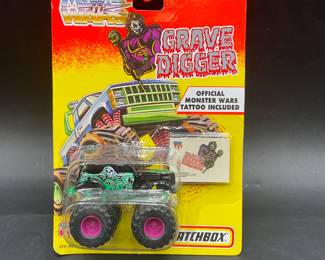 WARS
GRAVE
DIGGER
OFFICIAL
MONSTER WARS
TATTOO INCLUDED
MATCHBOX